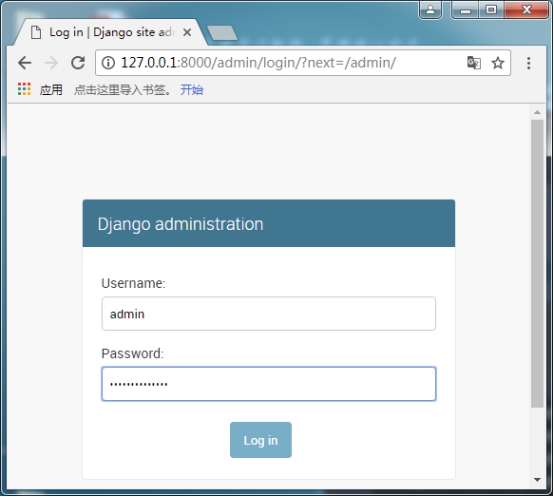 Log in | Django site adr
127.0.0.1:8000/admin/login/?next=/admin/
应用 点击这里导入书签。 开始
Django administration
Username:
admin
Password:
••••••••••••••
Log in